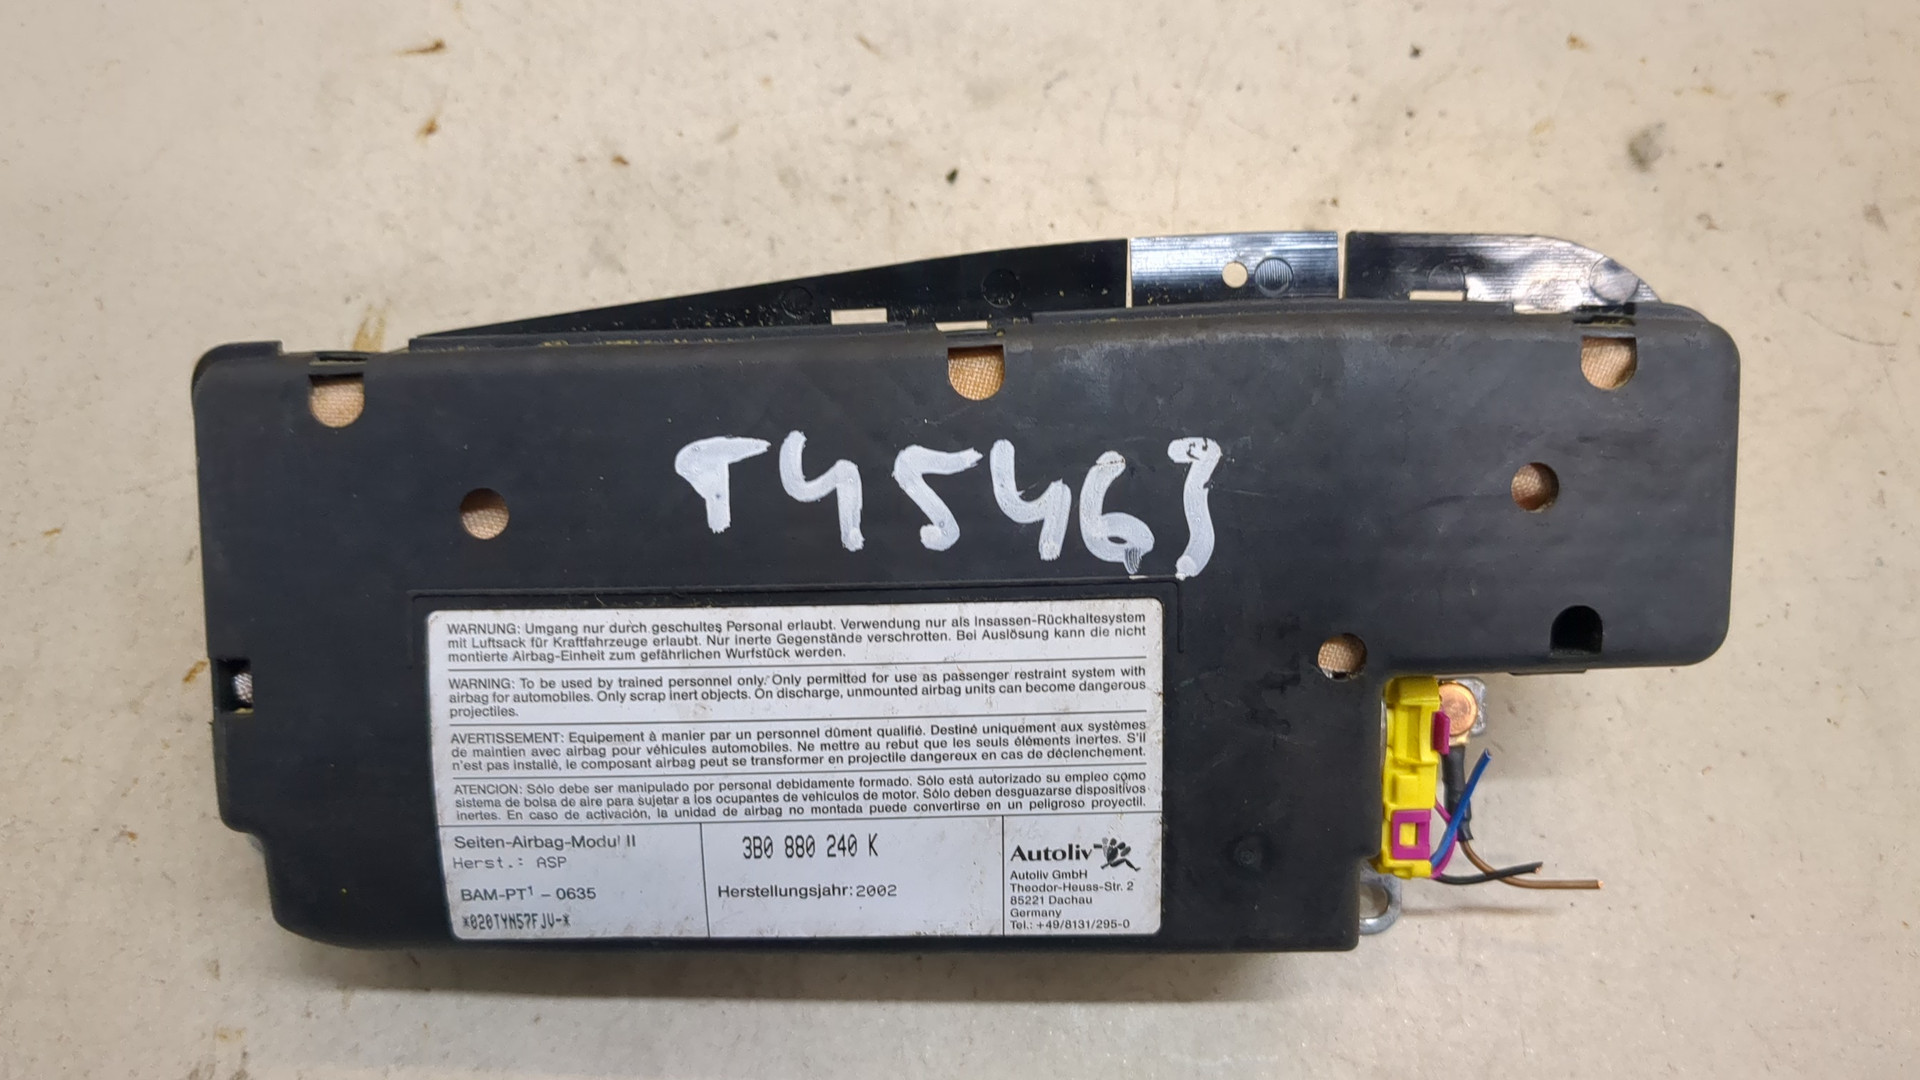 T45463
WARNUNG: Umgang nur durch geschultes Personal erlaubt. Verwendung nur als Insassen-Rückhaltesystem
mit Luftsack für Kraftfahrzeuge erlaubt. Nur inerte Gegenstände verschrotten. Bei Auslösung kann die nicht
montierte Airbag-Einheit zum gefährlichen Wurfstück werden.
WARNING: To be used by trained personnel only. Only permitted for use as passenger restraint system with
airbag for automobiles. Only scrap inert objects. On discharge, unmounted airbag units can become dangerous
projectiles.
AVERTISSEMENT: Equipement à manier par un personnel dûment qualifié. Destiné uniquement aux systèmes
de maintien avec airbag pour véhicules automobiles. Ne mettre au rebut que les seuls éléments inertes. S'il
n'est pas installé, le composant airbag peut se transformer en projectile dangereux en cas de déclenchement.
ATENCION: Sólo debe ser manipulado por personal debidamente formado. Sólo está autorizado su empleo cómo
sistema de bolsa de aire para sujetar a los ocupantes de vehículos de motor. Sólo deben desguazarse dispositivos
inertes. En caso de activación, la unidad de airbag no montada puede convertirse en un peligroso proyectil.
Seiten-Airbag-Modul II
Herst.: ASP
BAM-PT1 - 0635
*020TYN57FJV-*
3B0 880 240 K
Herstellungsjahr: 2002
Autoliv
Autoliv GmbH
Theodor-Heuss-Str. 2
85221 Dachau
Germany
Tel.: +49/8131/295-0